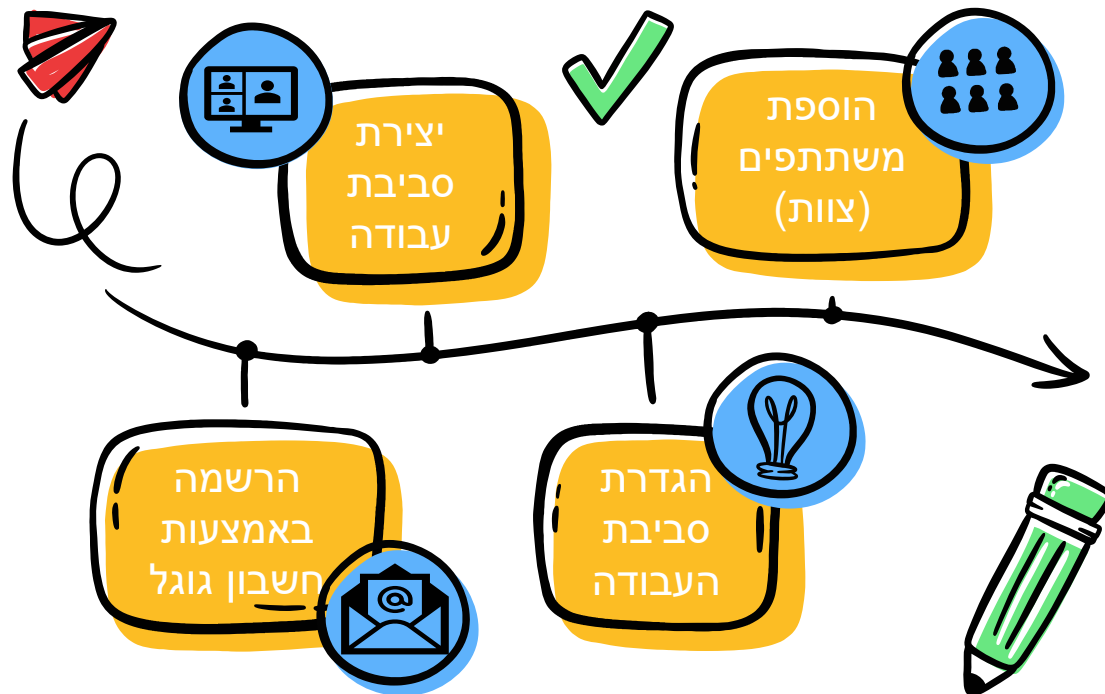 יצירת
סביבת
עבודה
הוספת
משתתפים
(צוות)
הרשמה
באמצעות
חשבון גוגל
הגדרת
סביבת
העבודה
@